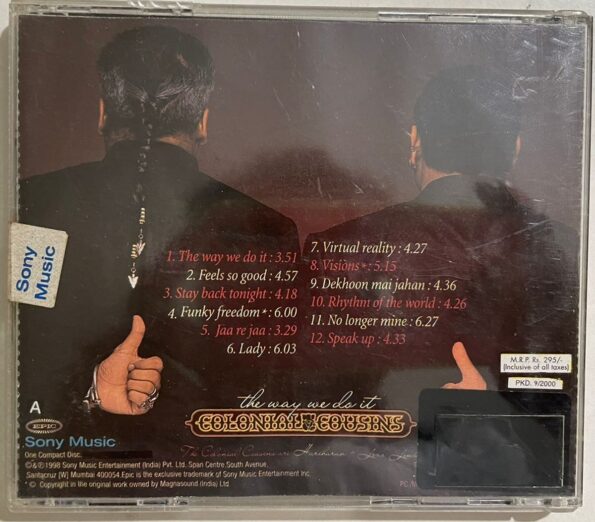 Sony
Music
1. The way we do it : 3.51
2. Feels so good : 4.57
3. Stay back tonight : 4.18
4. Funky freedom* : 6.00
5. Jaa re jaa : 3.29
6. Lady : 6.03
7. Virtual reality : 4.27
8. Visions* : 5.15
9. Dekhoon mai jahan : 4.36
10. Rhythm of the world : 4.26
11. No longer mine : 6.27
12. Speak up : 4.33
M.R.P. Rs. 295/-
(Inclusive of all taxes)
PKD. 9/2000
the way we do it
COLONIAL COUSINS
The Colonial Cousins are Hariharan
A
EPIC
Sony Music
One Compact Disc.
©&℗1998 Sony Music Entertainment (India) Pvt. Ltd. Span Centre South Avenue,
Santacruz [W] Mumbai 400054 Epic is the exclusive trademark of Sony Music Entertainment Inc.
* Copyright in the original work owned by Magnasound (India) Ltd